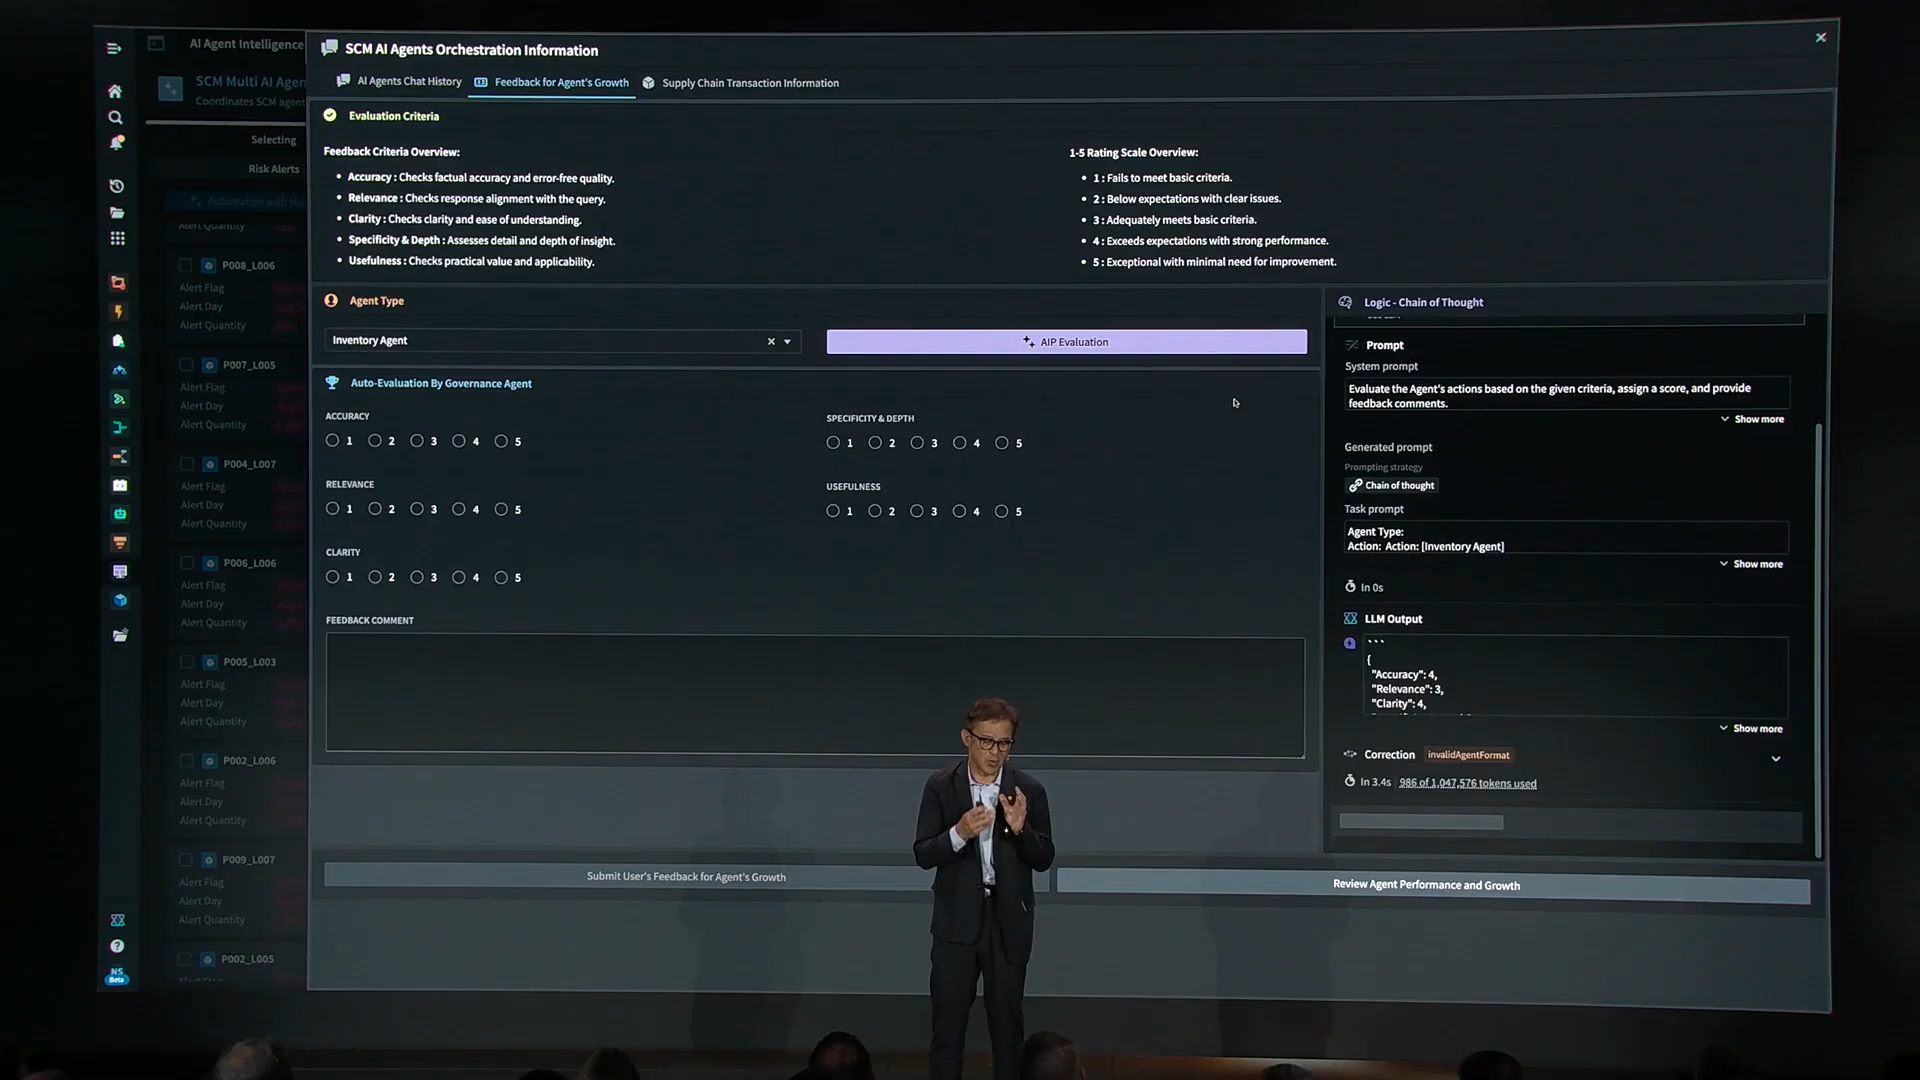 AI Agent Intelligence
SCM Multi AI Agen
Coordinates SCM agent
Selecting
Risk Alerts
Automation with Mul
Alert Quantity
P008_L006
Alert Flag
Alert Day
Alert Quantity
P007_L005
Alert Flag
Alert Day
Alert Quantity
P004_L007
Alert Flag
Alert Day
Alert Quantity
P006_L006
Alert Flag
Alert Day
Alert Quantity
P005_L003
Alert Flag
Alert Day
Alert Quantity
P002_L006
Alert Flag
Alert Day
Alert Quantity
P009_L007
Alert Flag
Alert Day
Alert Quantity
P002_L005
NS
Beta
SCM AI Agents Orchestration Information
AI Agents Chat History
Feedback for Agent's Growth
Supply Chain Transaction Information
Evaluation Criteria
Feedback Criteria Overview:
• Accuracy : Checks factual accuracy and error-free quality.
• Relevance : Checks response alignment with the query.
• Clarity : Checks clarity and ease of understanding.
• Specificity & Depth : Assesses detail and depth of insight.
• Usefulness : Checks practical value and applicability.
1-5 Rating Scale Overview:
• 1 : Fails to meet basic criteria.
• 2 : Below expectations with clear issues.
• 3 : Adequately meets basic criteria.
• 4 : Exceeds expectations with strong performance.
• 5 : Exceptional with minimal need for improvement.
Agent Type
Inventory Agent
AIP Evaluation
Auto-Evaluation By Governance Agent
ACCURACY
1 2 3 4 5
SPECIFICITY & DEPTH
1 2 3 4 5
RELEVANCE
1 2 3 4 5
USEFULNESS
1 2 3 4 5
CLARITY
1 2 3 4 5
FEEDBACK COMMENT
Submit User's Feedback for Agent's Growth
Review Agent Performance and Growth
Logic - Chain of Thought
Prompt
System prompt
Evaluate the Agent's actions based on the given criteria, assign a score, and provide
feedback comments.
Show more
Generated prompt
Prompting strategy
Chain of thought
Task prompt
Agent Type:
Action: Action: [Inventory Agent]
Show more
In 0s
LLM Output
```
{
"Accuracy": 4,
"Relevance": 3,
"Clarity": 4,
Show more
Correction invalidAgentFormat
In 3.4s 986 of 1,047,576 tokens used